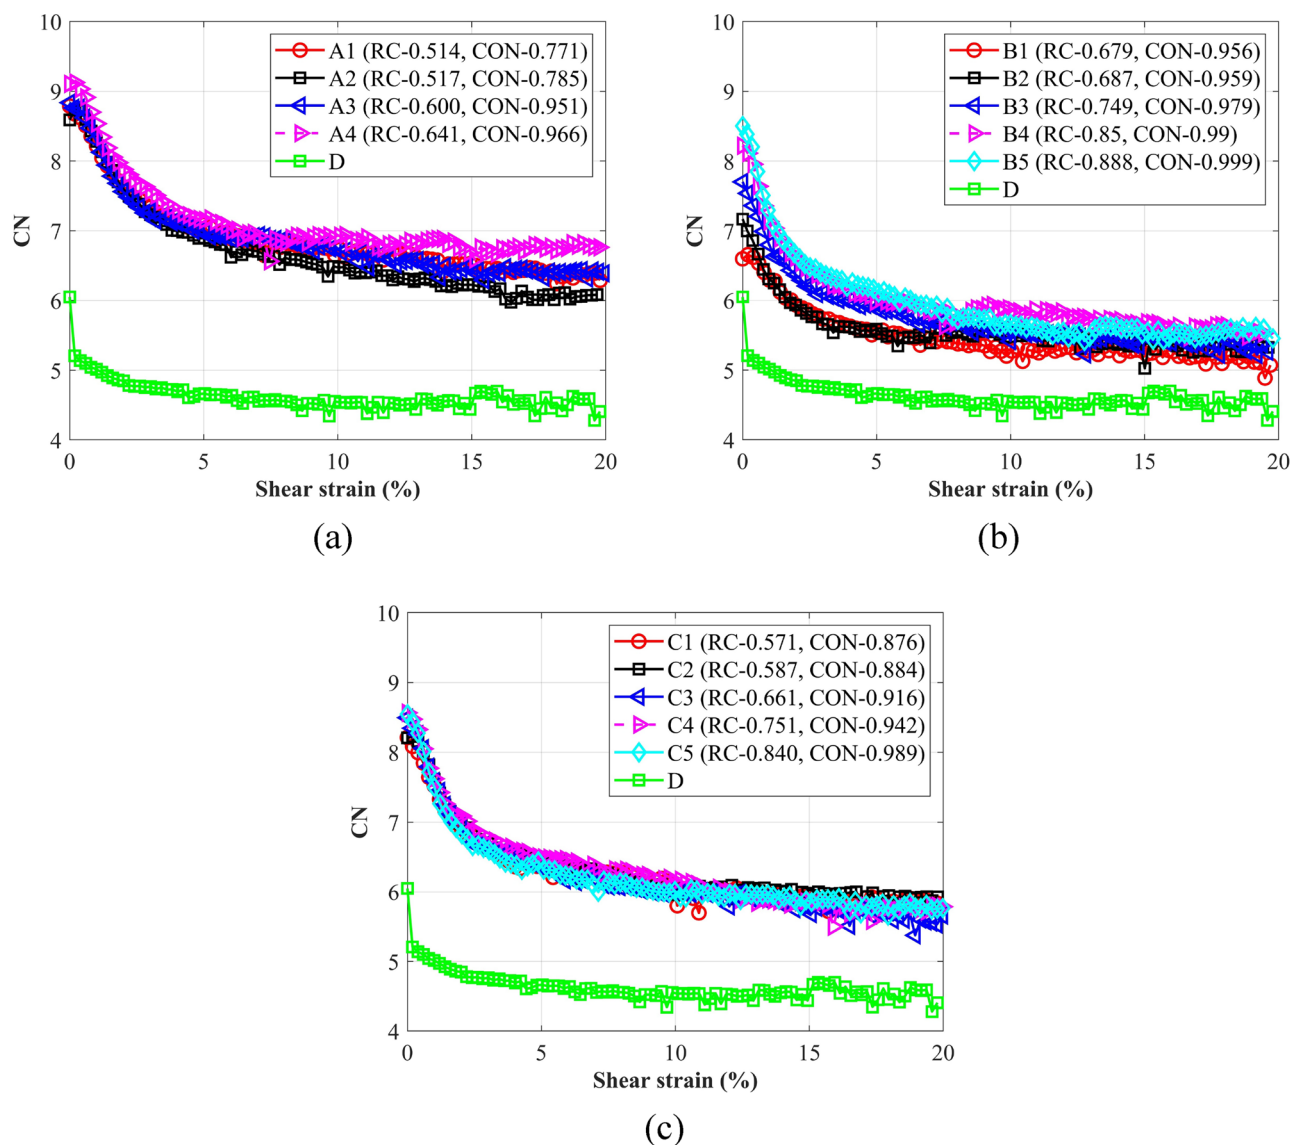 10
9
8
7
6
5
4
CN
A1 (RC-0.514, CON-0.771)
A2 (RC-0.517, CON-0.785)
A3 (RC-0.600, CON-0.951)
A4 (RC-0.641, CON-0.966)
D
0 5 10 15 20
Shear strain (%)
(a)
10
9
8
7
6
5
4
CN
B1 (RC-0.679, CON-0.956)
B2 (RC-0.687, CON-0.959)
B3 (RC-0.749, CON-0.979)
B4 (RC-0.85, CON-0.99)
B5 (RC-0.888, CON-0.999)
D
0 5 10 15 20
Shear strain (%)
(b)
10
9
8
7
6
5
4
CN
C1 (RC-0.571, CON-0.876)
C2 (RC-0.587, CON-0.884)
C3 (RC-0.661, CON-0.916)
C4 (RC-0.751, CON-0.942)
C5 (RC-0.840, CON-0.989)
D
0 5 10 15 20
Shear strain (%)
(c)